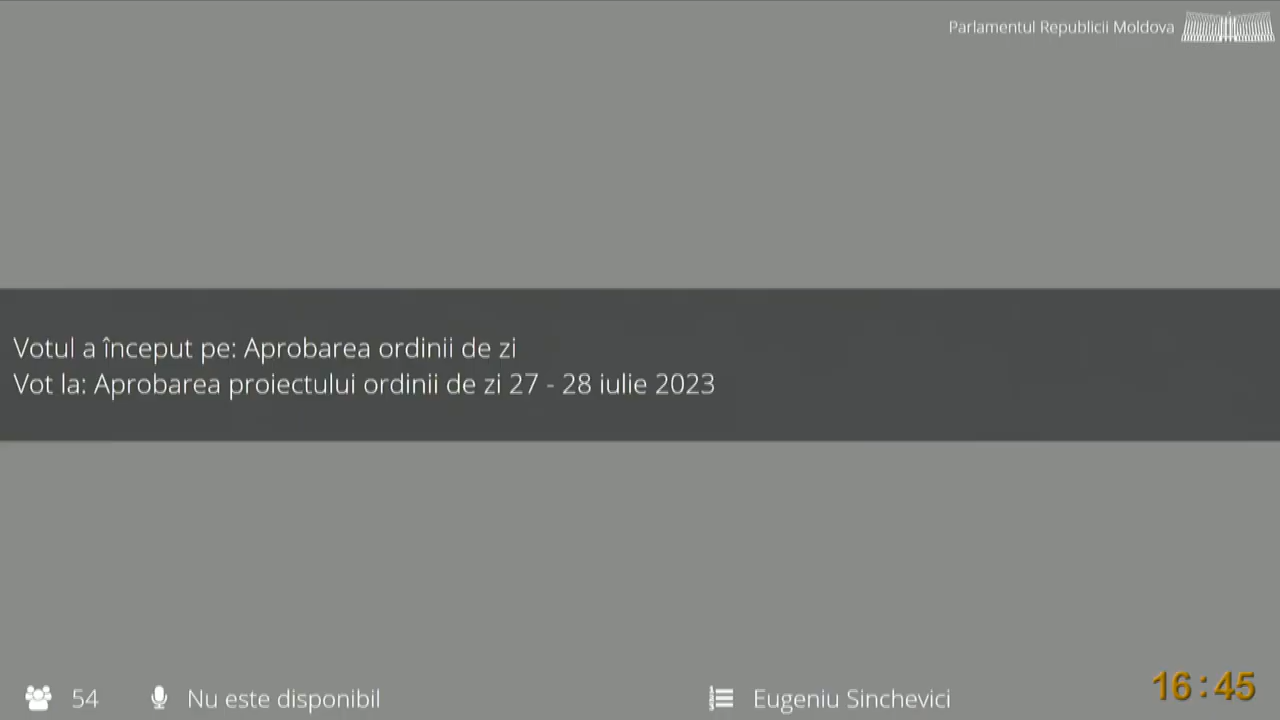 Parlamentul Republicii Moldova
Votul a început pe: Aprobarea ordinii de zi
Vot la: Aprobarea proiectului ordinii de zi 27 - 28 iulie 2023
54 Nu este disponibil Eugeniu Sinchevici 16:45